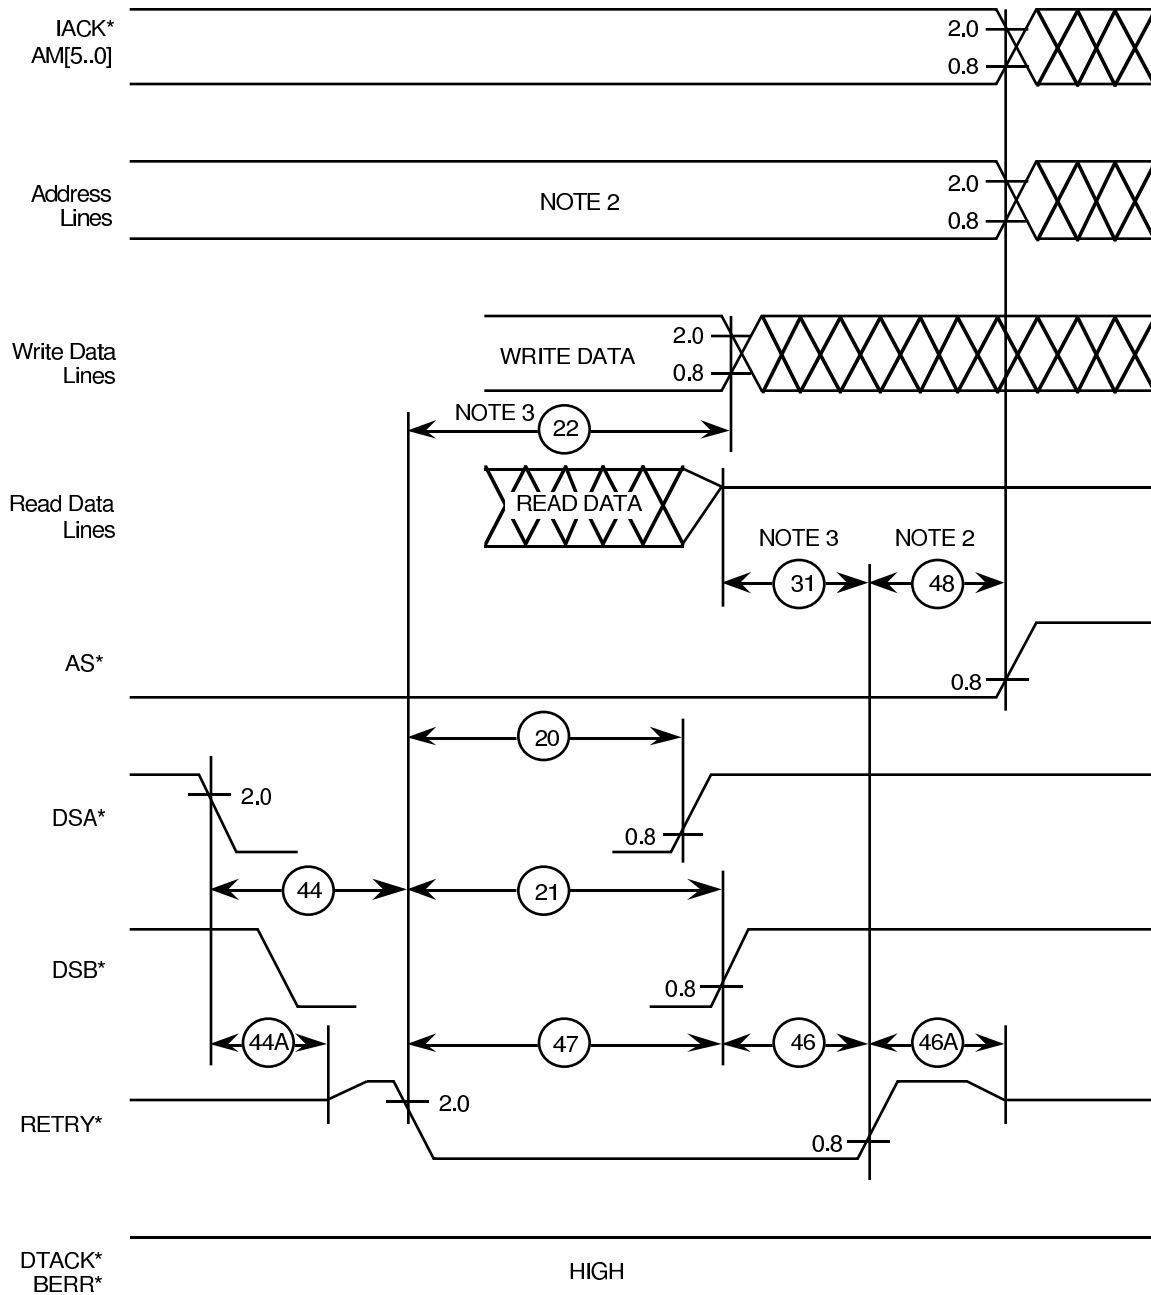 IACK*
AM[5..0]
2.0
0.8
Address
Lines
NOTE 2
2.0
0.8
Write Data
Lines
WRITE DATA
2.0
0.8
NOTE 3
22
Read Data
Lines
READ DATA
NOTE 3
NOTE 2
31
48
AS*
0.8
20
DSA*
2.0
0.8
44
21
DSB*
0.8
44A
47
46
46A
RETRY*
2.0
0.8
DTACK*
BERR*
HIGH